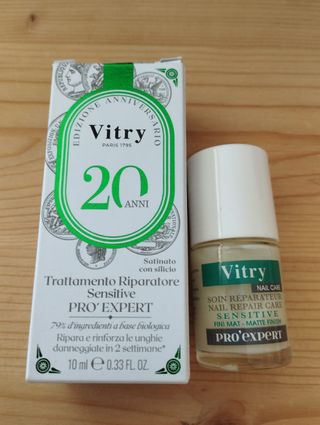 EDIZIONE ANNIVERSARIO
Vitry
PARIS 1795
20
ANNI
Satinato
con silicio
Trattamento Riparatore
Sensitive
PRO'EXPERT
79% d'ingredienti a base biologica
Ripara e rinforza le unghie
danneggiate in 2 settimane*
10 ml e 0.33 FL. OZ.
Vitry
NAIL CARE
SOIN RÉPARATEUR
NAIL REPAIR CARE
SENSITIVE
FINI MAT - MATTE FINISH
PRO'EXPERT